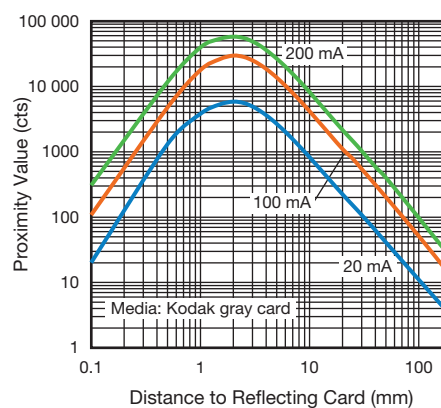 100 000
10 000
1000
100
10
1
Proximity Value (cts)
200 mA
100 mA
20 mA
Media: Kodak gray card
0.1 1 10 100
Distance to Reflecting Card (mm)